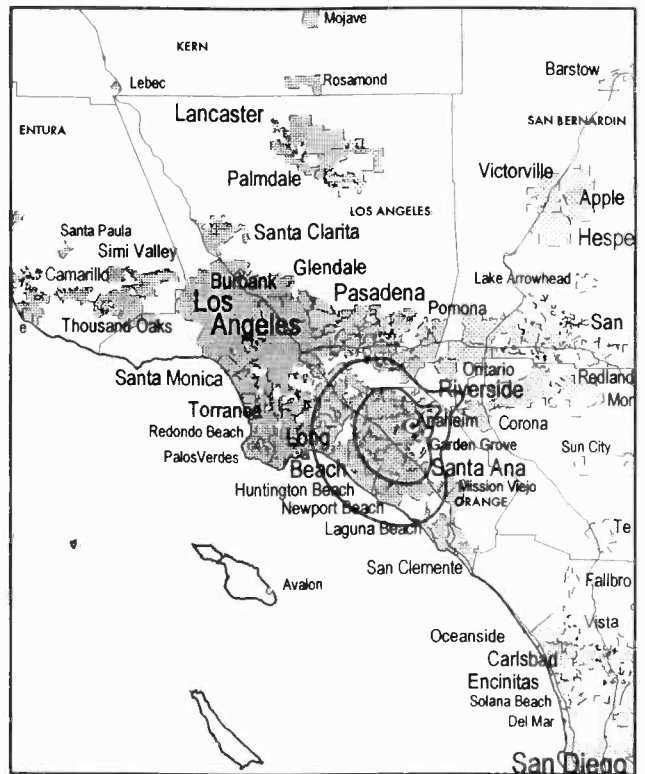 Mojave
KERN
Lebec
Rosamond
Barstow
Lancaster
ENTURA
SAN BERNARDIN
Palmdale
Victorville
Apple
LOS ANGELES
Santa Paula
Santa Clarita
Hespe
Simi Valley
Camarillo
Burbank
Glendale
Lake Arrowhead
Los
Angeles
Pasadena
Pomona
San
e
Thousand Oaks
Santa Monica
Ontario
Riverside
Redland
Mor
Torrance
Anaheim
Corona
Redondo Beach
Long
Beach
Garden Grove
Sun City
PalosVerdes
Santa Ana
Huntington Beach
Mission Viejo
Newport Beach
ORANGE
Laguna Beach
Te
San Clemente
Avalon
Fallbro
Vista
Oceanside
Carlsbad
Encinitas
Solana Beach
Del Mar
San Diego